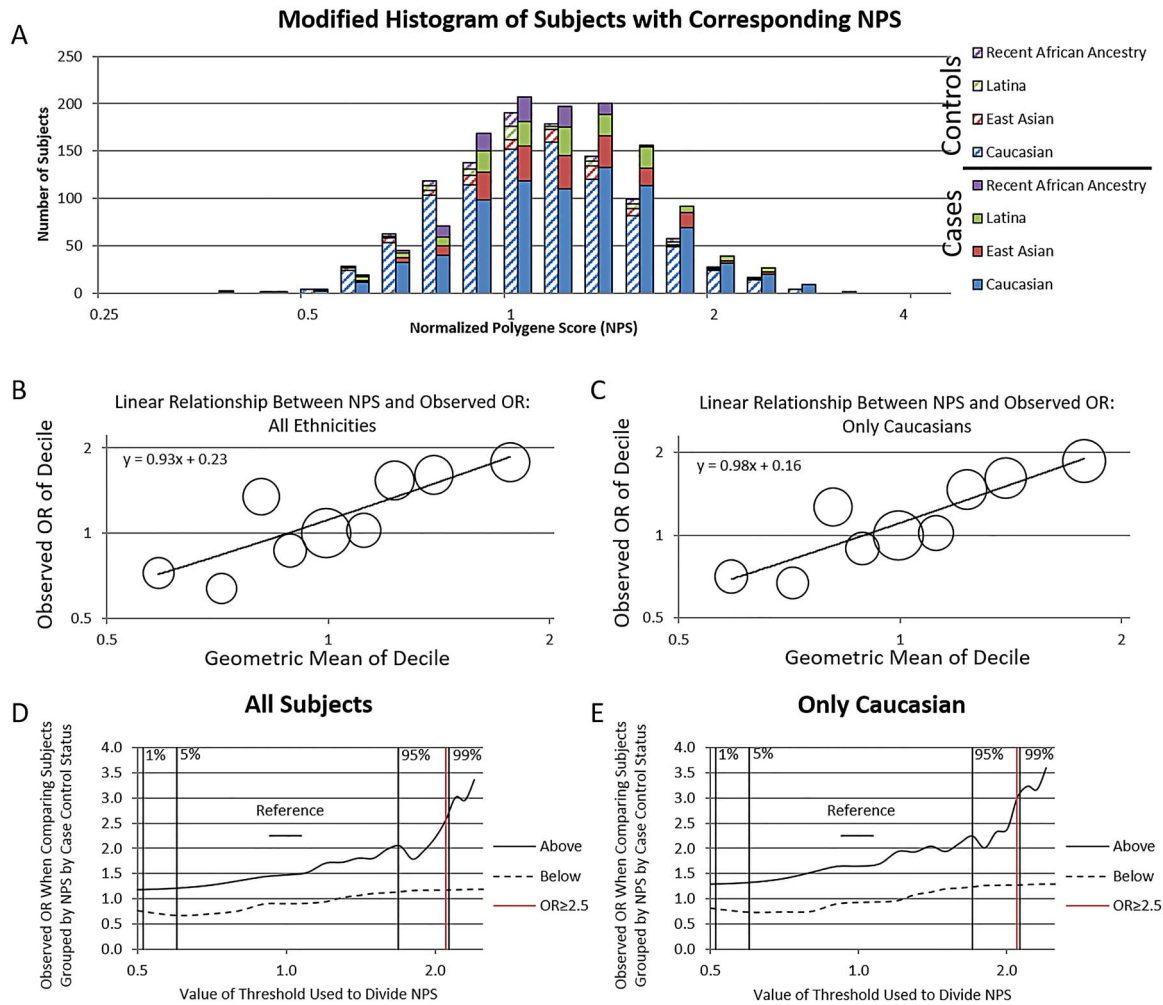 Modified Histogram of Subjects with Corresponding NPS
A
250
200
150
100
50
0
Number of Subjects
0.25
0.5
1
2
4
Normalized Polygene Score (NPS)
Controls
Recent African Ancestry
Latina
East Asian
Caucasian
Cases
Recent African Ancestry
Latina
East Asian
Caucasian
B
Linear Relationship Between NPS and Observed OR:
All Ethnicities
y = 0.93x + 0.23
Observed OR of Decile
2
1
0.5
0.5
1
2
Geometric Mean of Decile
C
Linear Relationship Between NPS and Observed OR:
Only Caucasians
y = 0.98x + 0.16
Observed OR of Decile
2
1
0.5
0.5
1
2
Geometric Mean of Decile
D
All Subjects
Observed OR When Comparing Subjects
Grouped by NPS by Case Control Status
4.0
3.5
3.0
2.5
2.0
1.5
1.0
0.5
0.0
1%
5%
95%
99%
Reference
Above
Below
OR≥2.5
0.5
1.0
2.0
Value of Threshold Used to Divide NPS
E
Only Caucasian
Observed OR When Comparing Subjects
Grouped by NPS by Case Control Status
4.0
3.5
3.0
2.5
2.0
1.5
1.0
0.5
0.0
1%
5%
95%
99%
Reference
Above
Below
OR≥2.5
0.5
1.0
2.0
Value of Threshold Used to Divide NPS